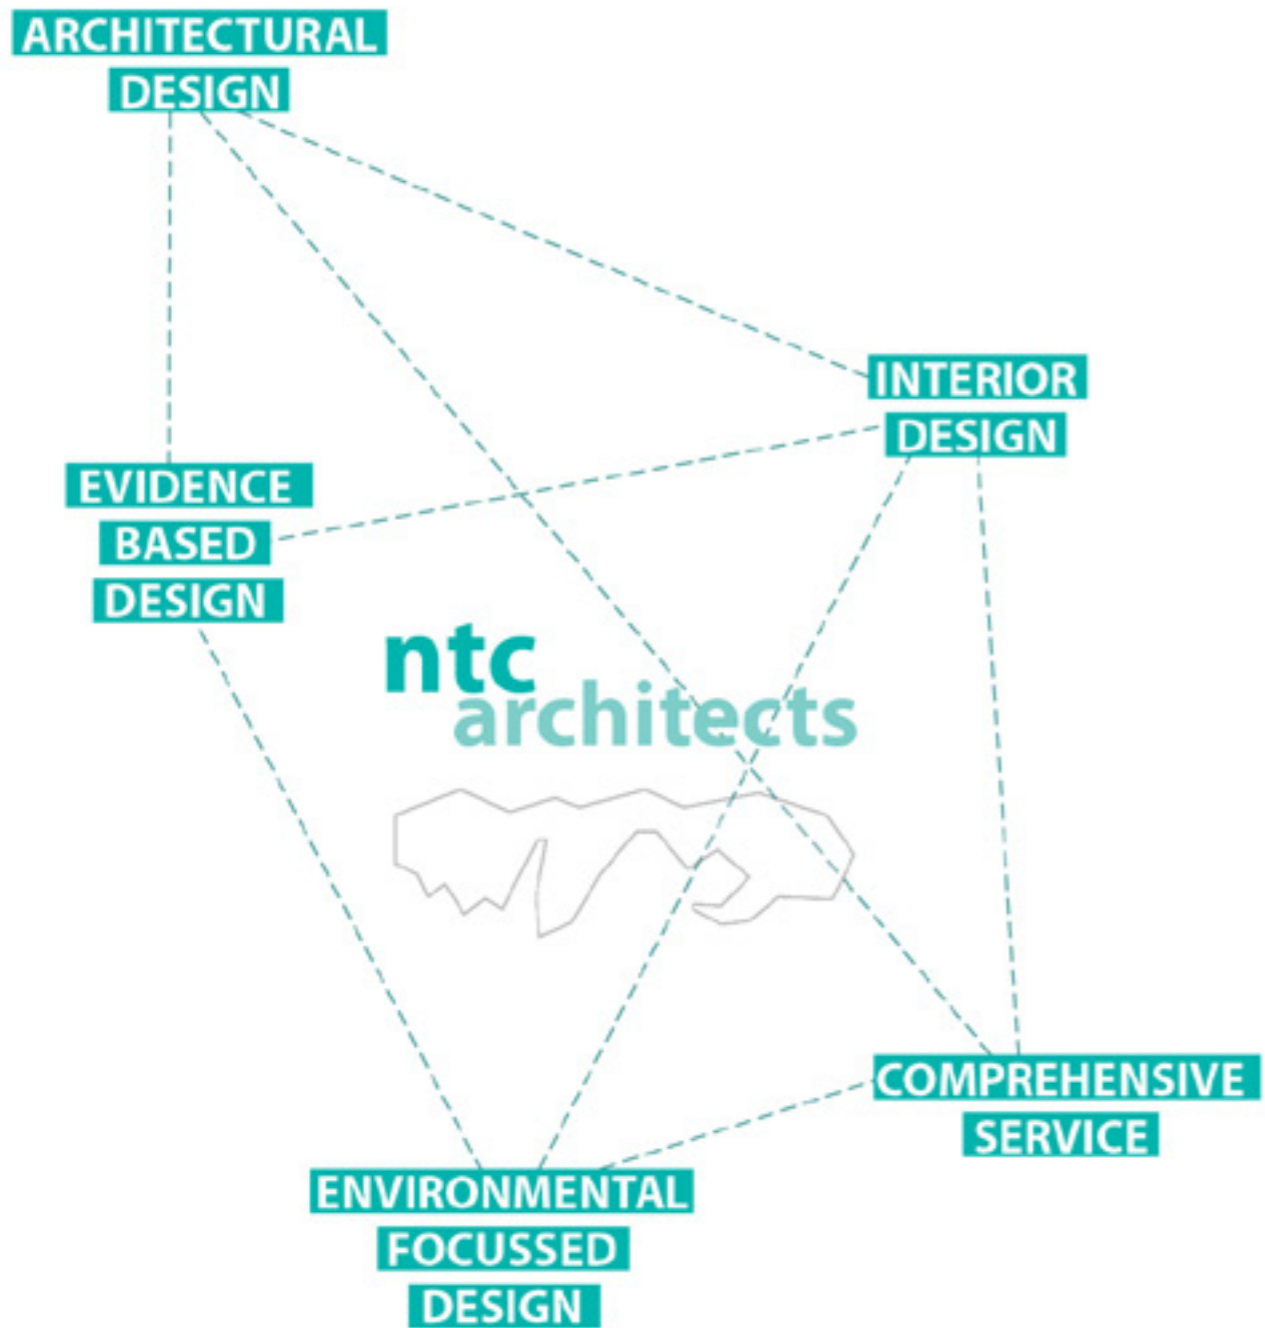 ARCHITECTURAL
DESIGN
INTERIOR
DESIGN
EVIDENCE
BASED
DESIGN
ntc
architects
COMPREHENSIVE
SERVICE
ENVIRONMENTAL
FOCUSSED
DESIGN